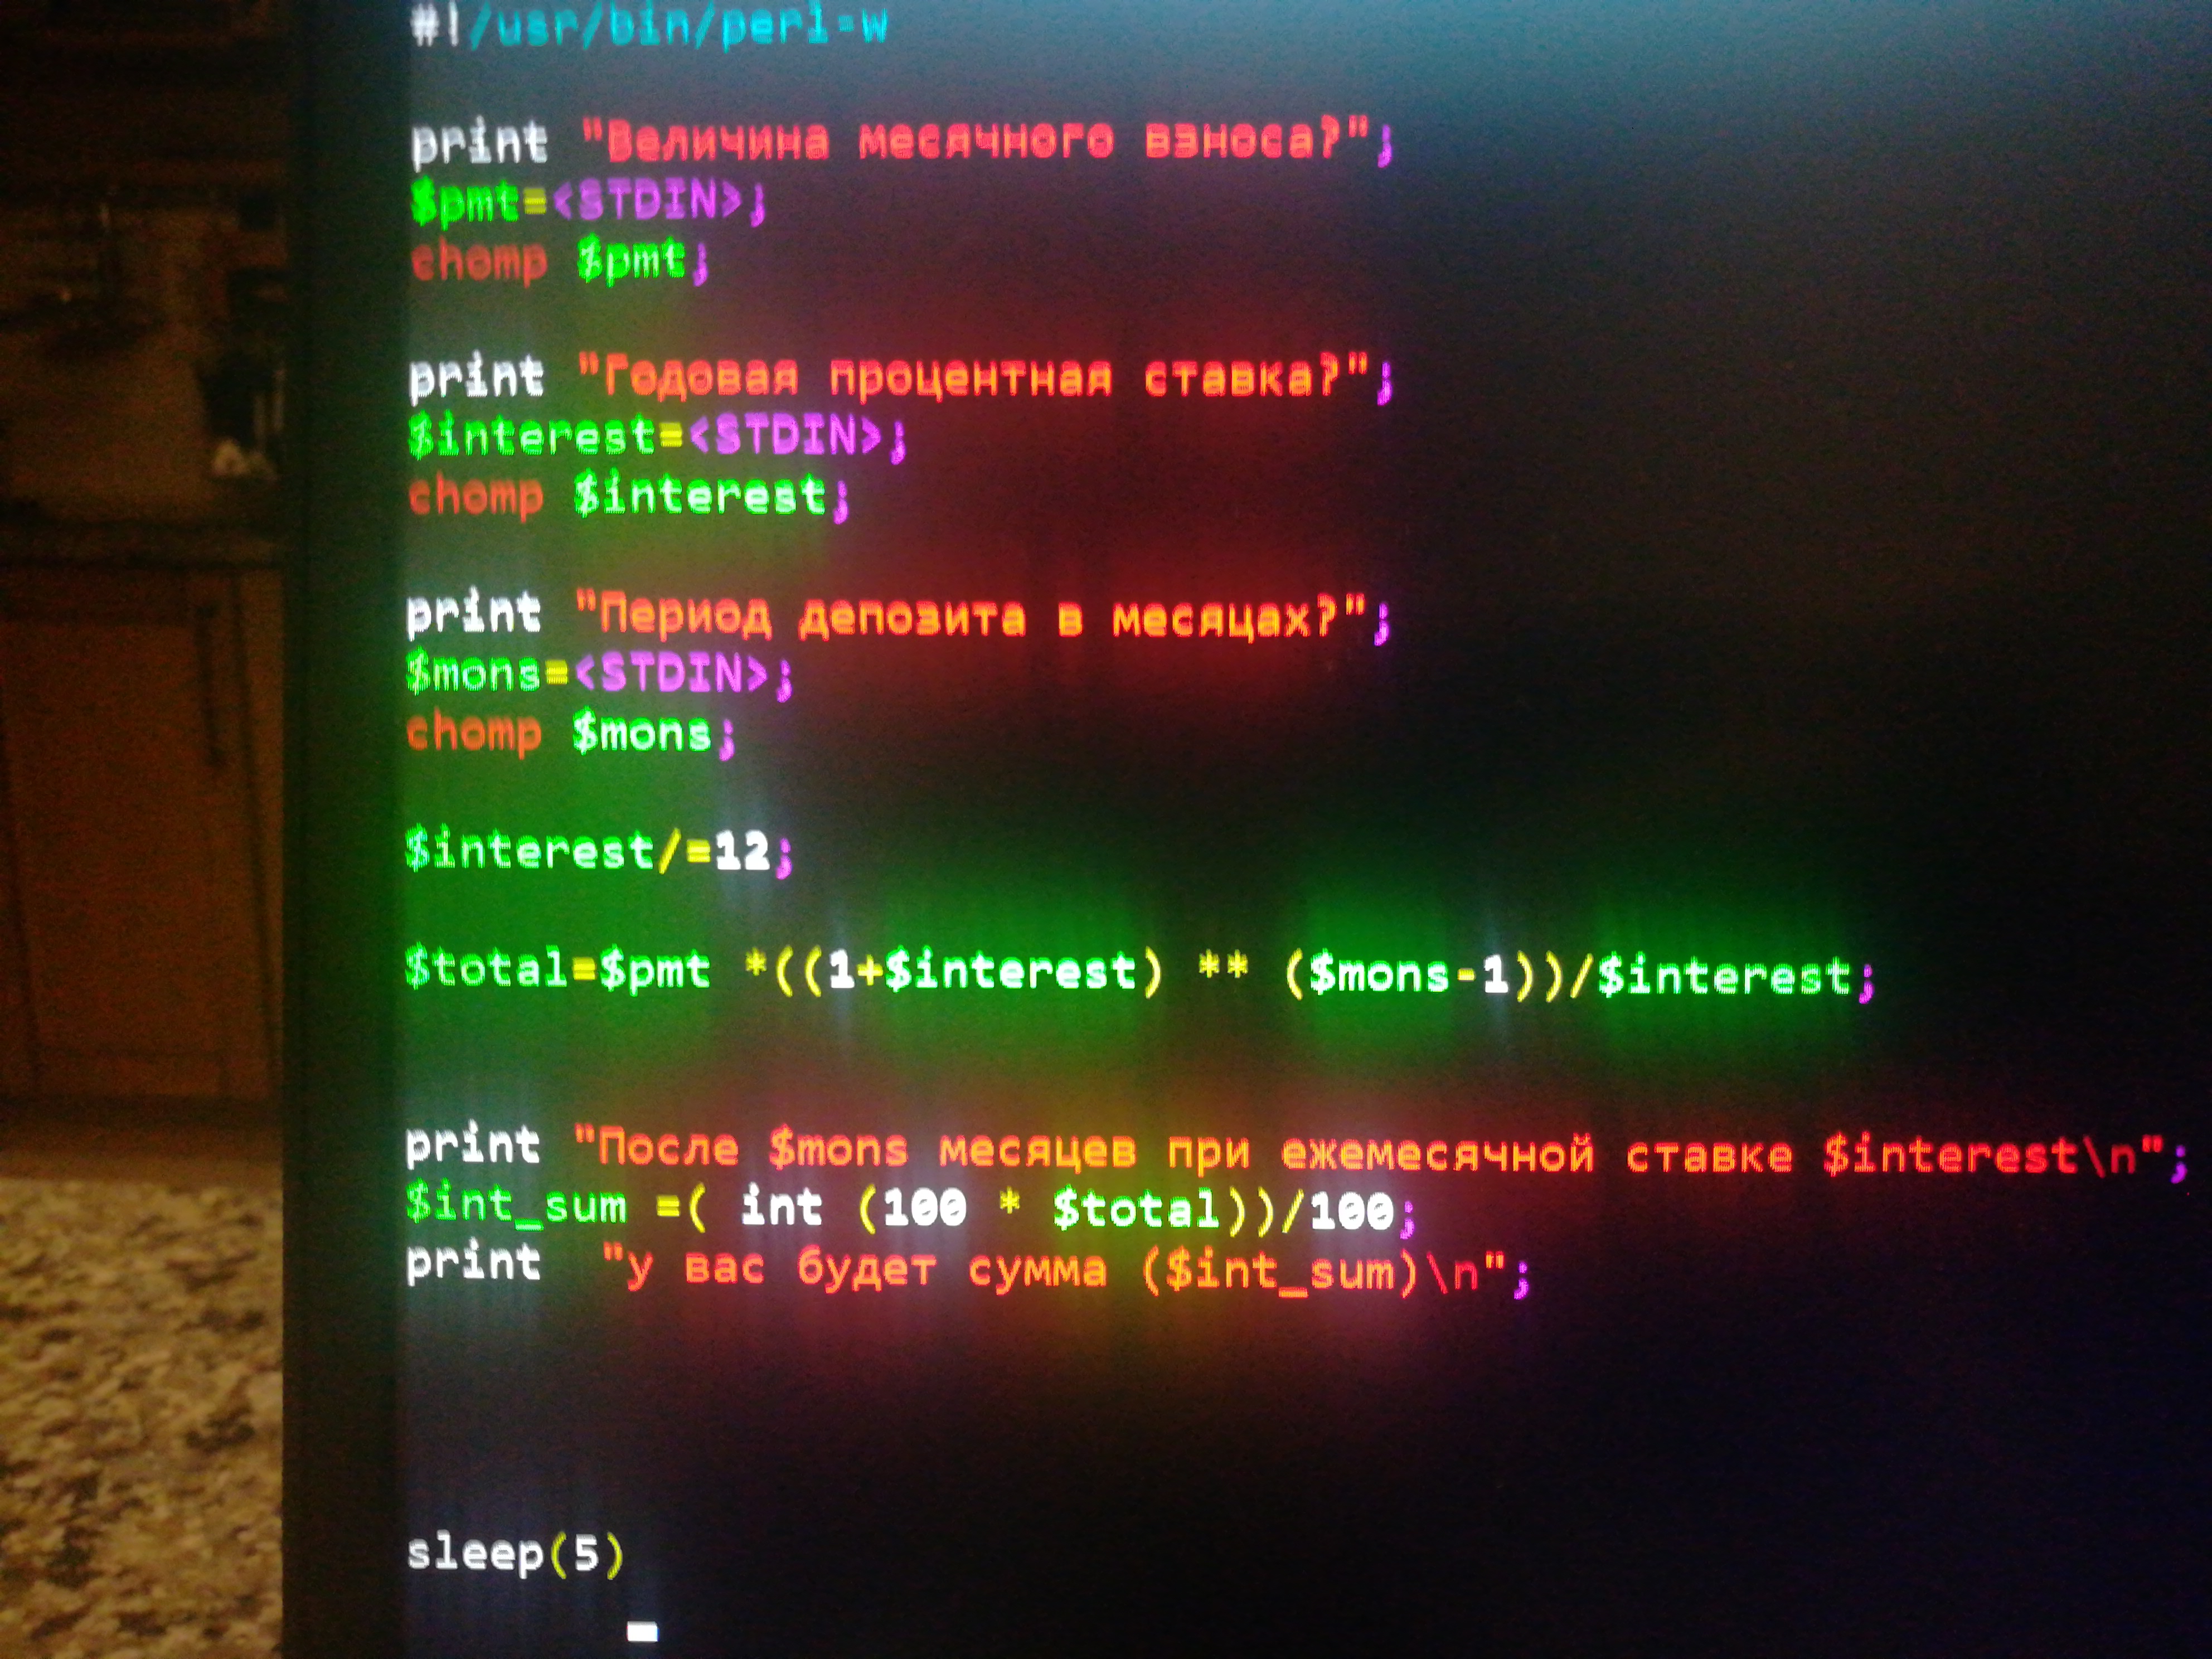 #!/usr/bin/perl-w
print "Величина месячного взноса?";
$pmt=<STDIN>;
chomp $pmt;
print "Годовая процентная ставка?";
$interest=<STDIN>;
chomp $interest;
print "Период депозита в месяцах?";
$mons=<STDIN>;
chomp $mons;
$interest/=12;
$total=$pmt *((1+$interest) ** ($mons-1))/$interest;
print "После $mons месяцев при ежемесячной ставке $interest\n";
$int_sum =( int (100 * $total))/100;
print  "у вас будет сумма ($int_sum)\n";
sleep(5)